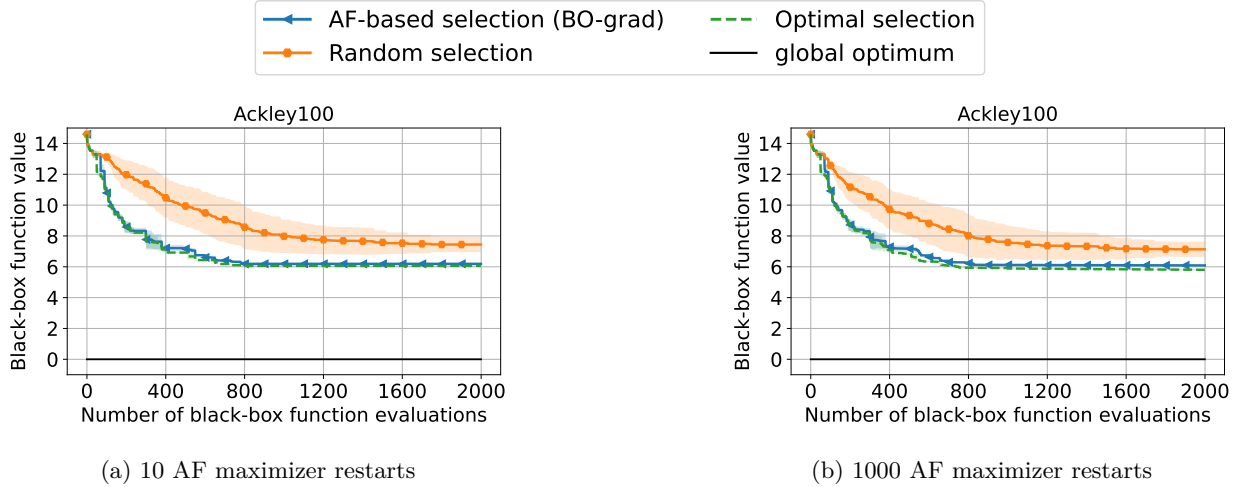 AF-based selection (BO-grad)
Random selection
Optimal selection
global optimum
Ackley100
Black-box function value
14
12
10
8
6
4
2
0
0 400 800 1200 1600 2000
Number of black-box function evaluations
(a) 10 AF maximizer restarts
Ackley100
Black-box function value
14
12
10
8
6
4
2
0
0 400 800 1200 1600 2000
Number of black-box function evaluations
(b) 1000 AF maximizer restarts